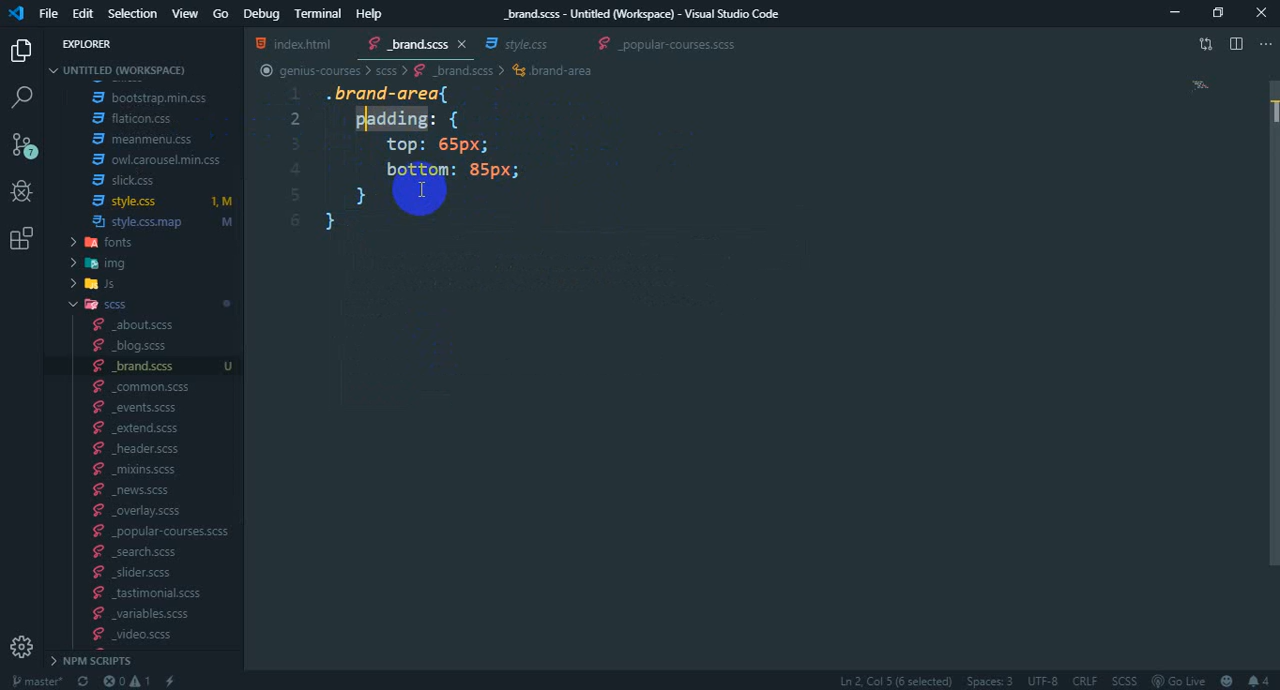 File Edit Selection View Go Debug Terminal Help _brand.scss - Untitled (Workspace) - Visual Studio Code
EXPLORER
index.html _brand.scss style.css _popular-courses.scss
UNTITLED (WORKSPACE)
genius-courses > scss > _brand.scss > .brand-area
bootstrap.min.css
flaticon.css
meanmenu.css
owl.carousel.min.css
slick.css
style.css 1, M
style.css.map M
fonts
img
Js
scss
_about.scss
_blog.scss
_brand.scss U
_common.scss
_events.scss
_extend.scss
_header.scss
_mixins.scss
_news.scss
_overlay.scss
_popular-courses.scss
_search.scss
_slider.scss
_tastimonial.scss
_variables.scss
_video.scss
NPM SCRIPTS
7
1 .brand-area{
2 padding: {
3 top: 65px;
4 bottom: 85px;
5 }
6 }
master* 0 1 Ln 2, Col 5 (6 selected) Spaces: 3 UTF-8 CRLF SCSS Go Live 4